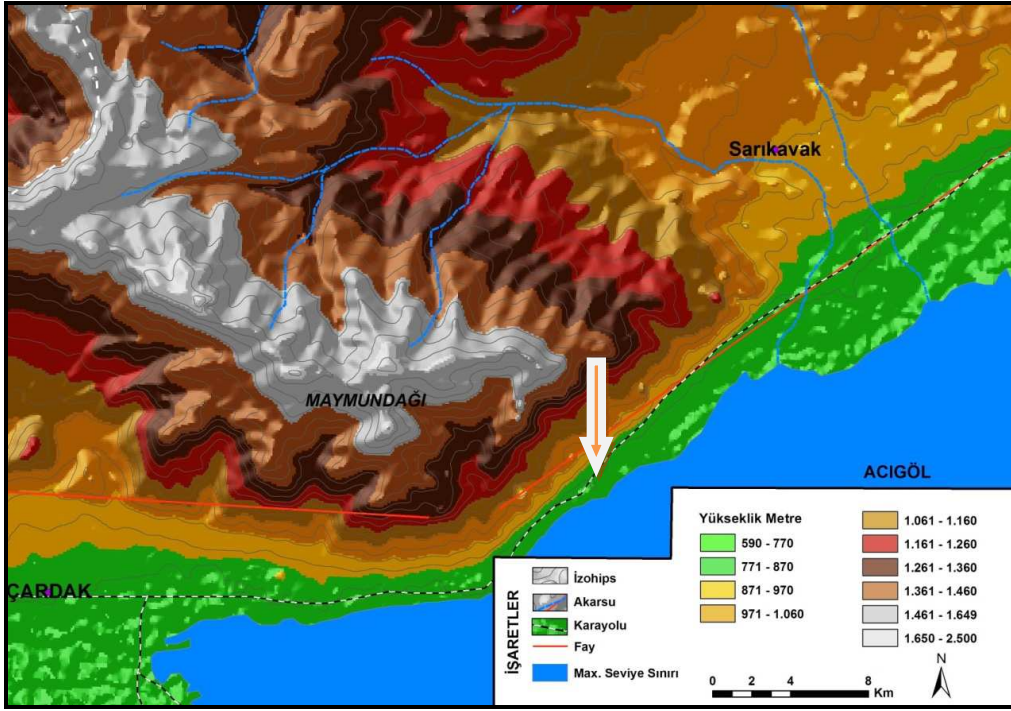 Sarıkavak
MAYMUNDAĞI
ÇARDAK
ACIGÖL
İŞARETLER
İzohips
Akarsu
Karayolu
Fay
Max. Seviye Sınırı
Yükseklik Metre
590 - 770
771 - 870
871 - 970
971 - 1.060
1.061 - 1.160
1.161 - 1.260
1.261 - 1.360
1.361 - 1.460
1.461 - 1.649
1.650 - 2.500
N
0 2 4 8
Km